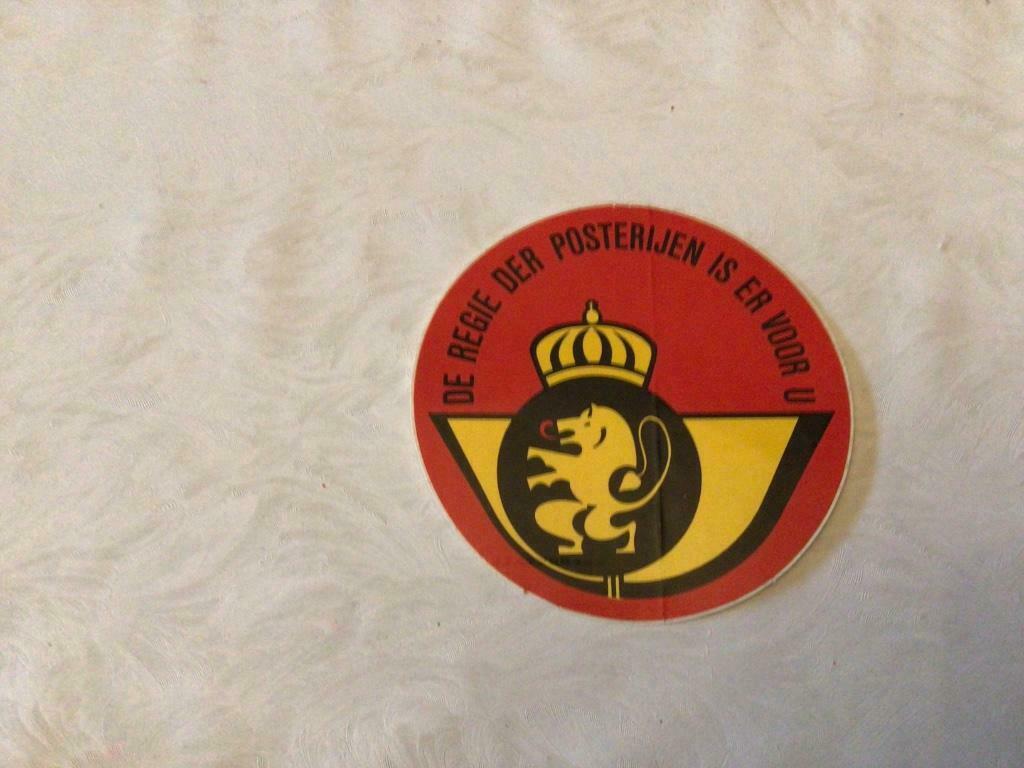 DE REGIE DER POSTERIJEN IS ER VOOR U